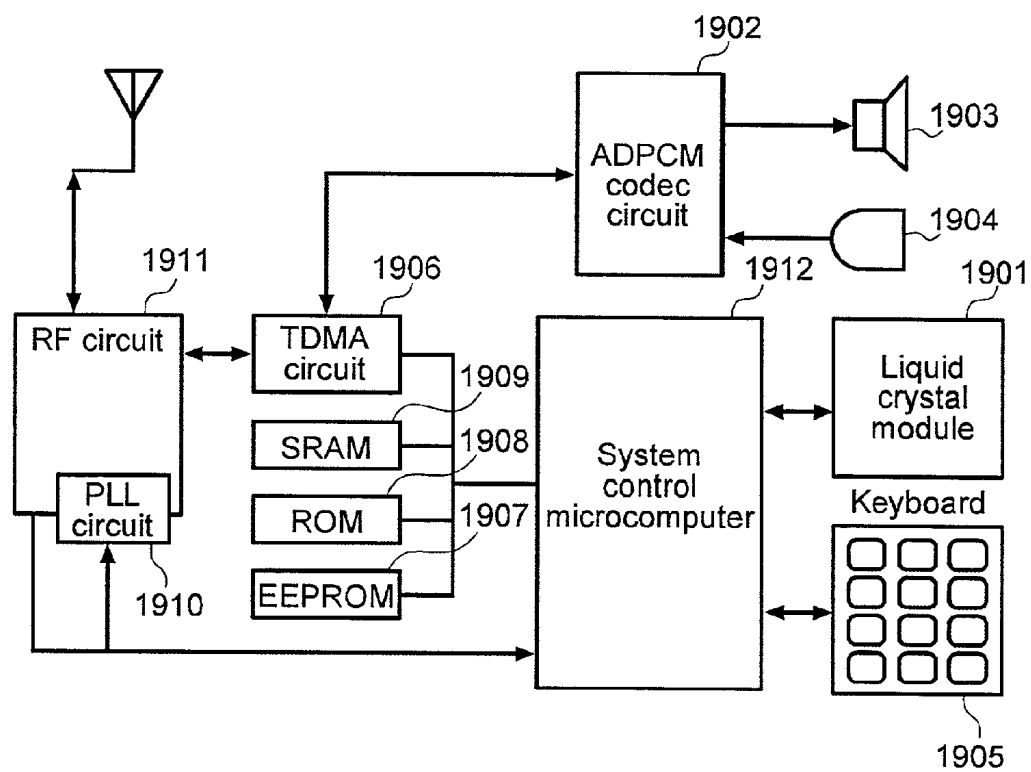 1902
ADPCM
codec
circuit
1903
1904
1911
1906
1912
1901
RF circuit
TDMA
circuit
1909
Liquid
crystal
module
SRAM
1908
System
control
microcomputer
PLL
circuit
ROM
1907
Keyboard
EEPROM
1910
1905